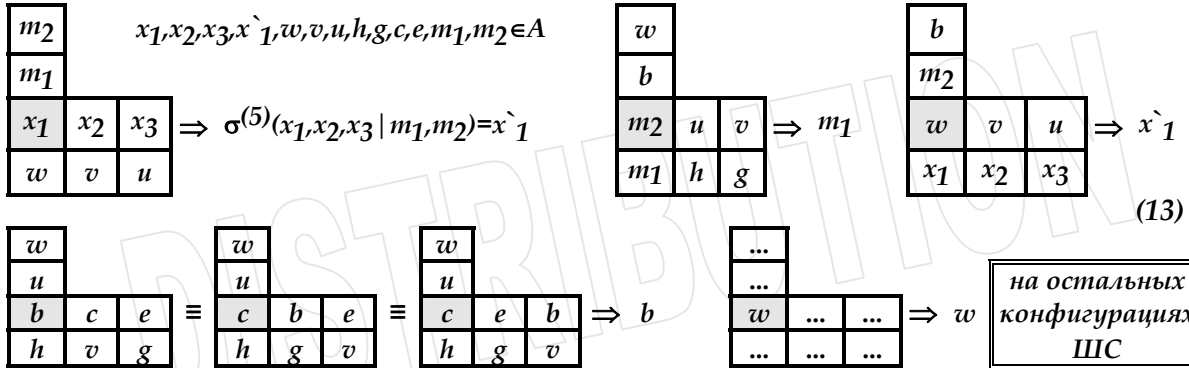 m2 x1,x2,x3,x`1,w,v,u,h,g,c,e,m1,m2∈A w b
m1 b m2
x1 x2 x3 ⇒ σ(5)(x1,x2,x3|m1,m2)=x`1 m2 u v ⇒ m1 w v u ⇒ x`1
w v u m1 h g x1 x2 x3
(13)
w w w ...
u u u ... на остальных
b c e ≡ c b e ≡ c e b ⇒ b w ... ... ⇒ w конфигурациях
h v g h g v h g v ... ... ... ШС
DISTRIBUTION